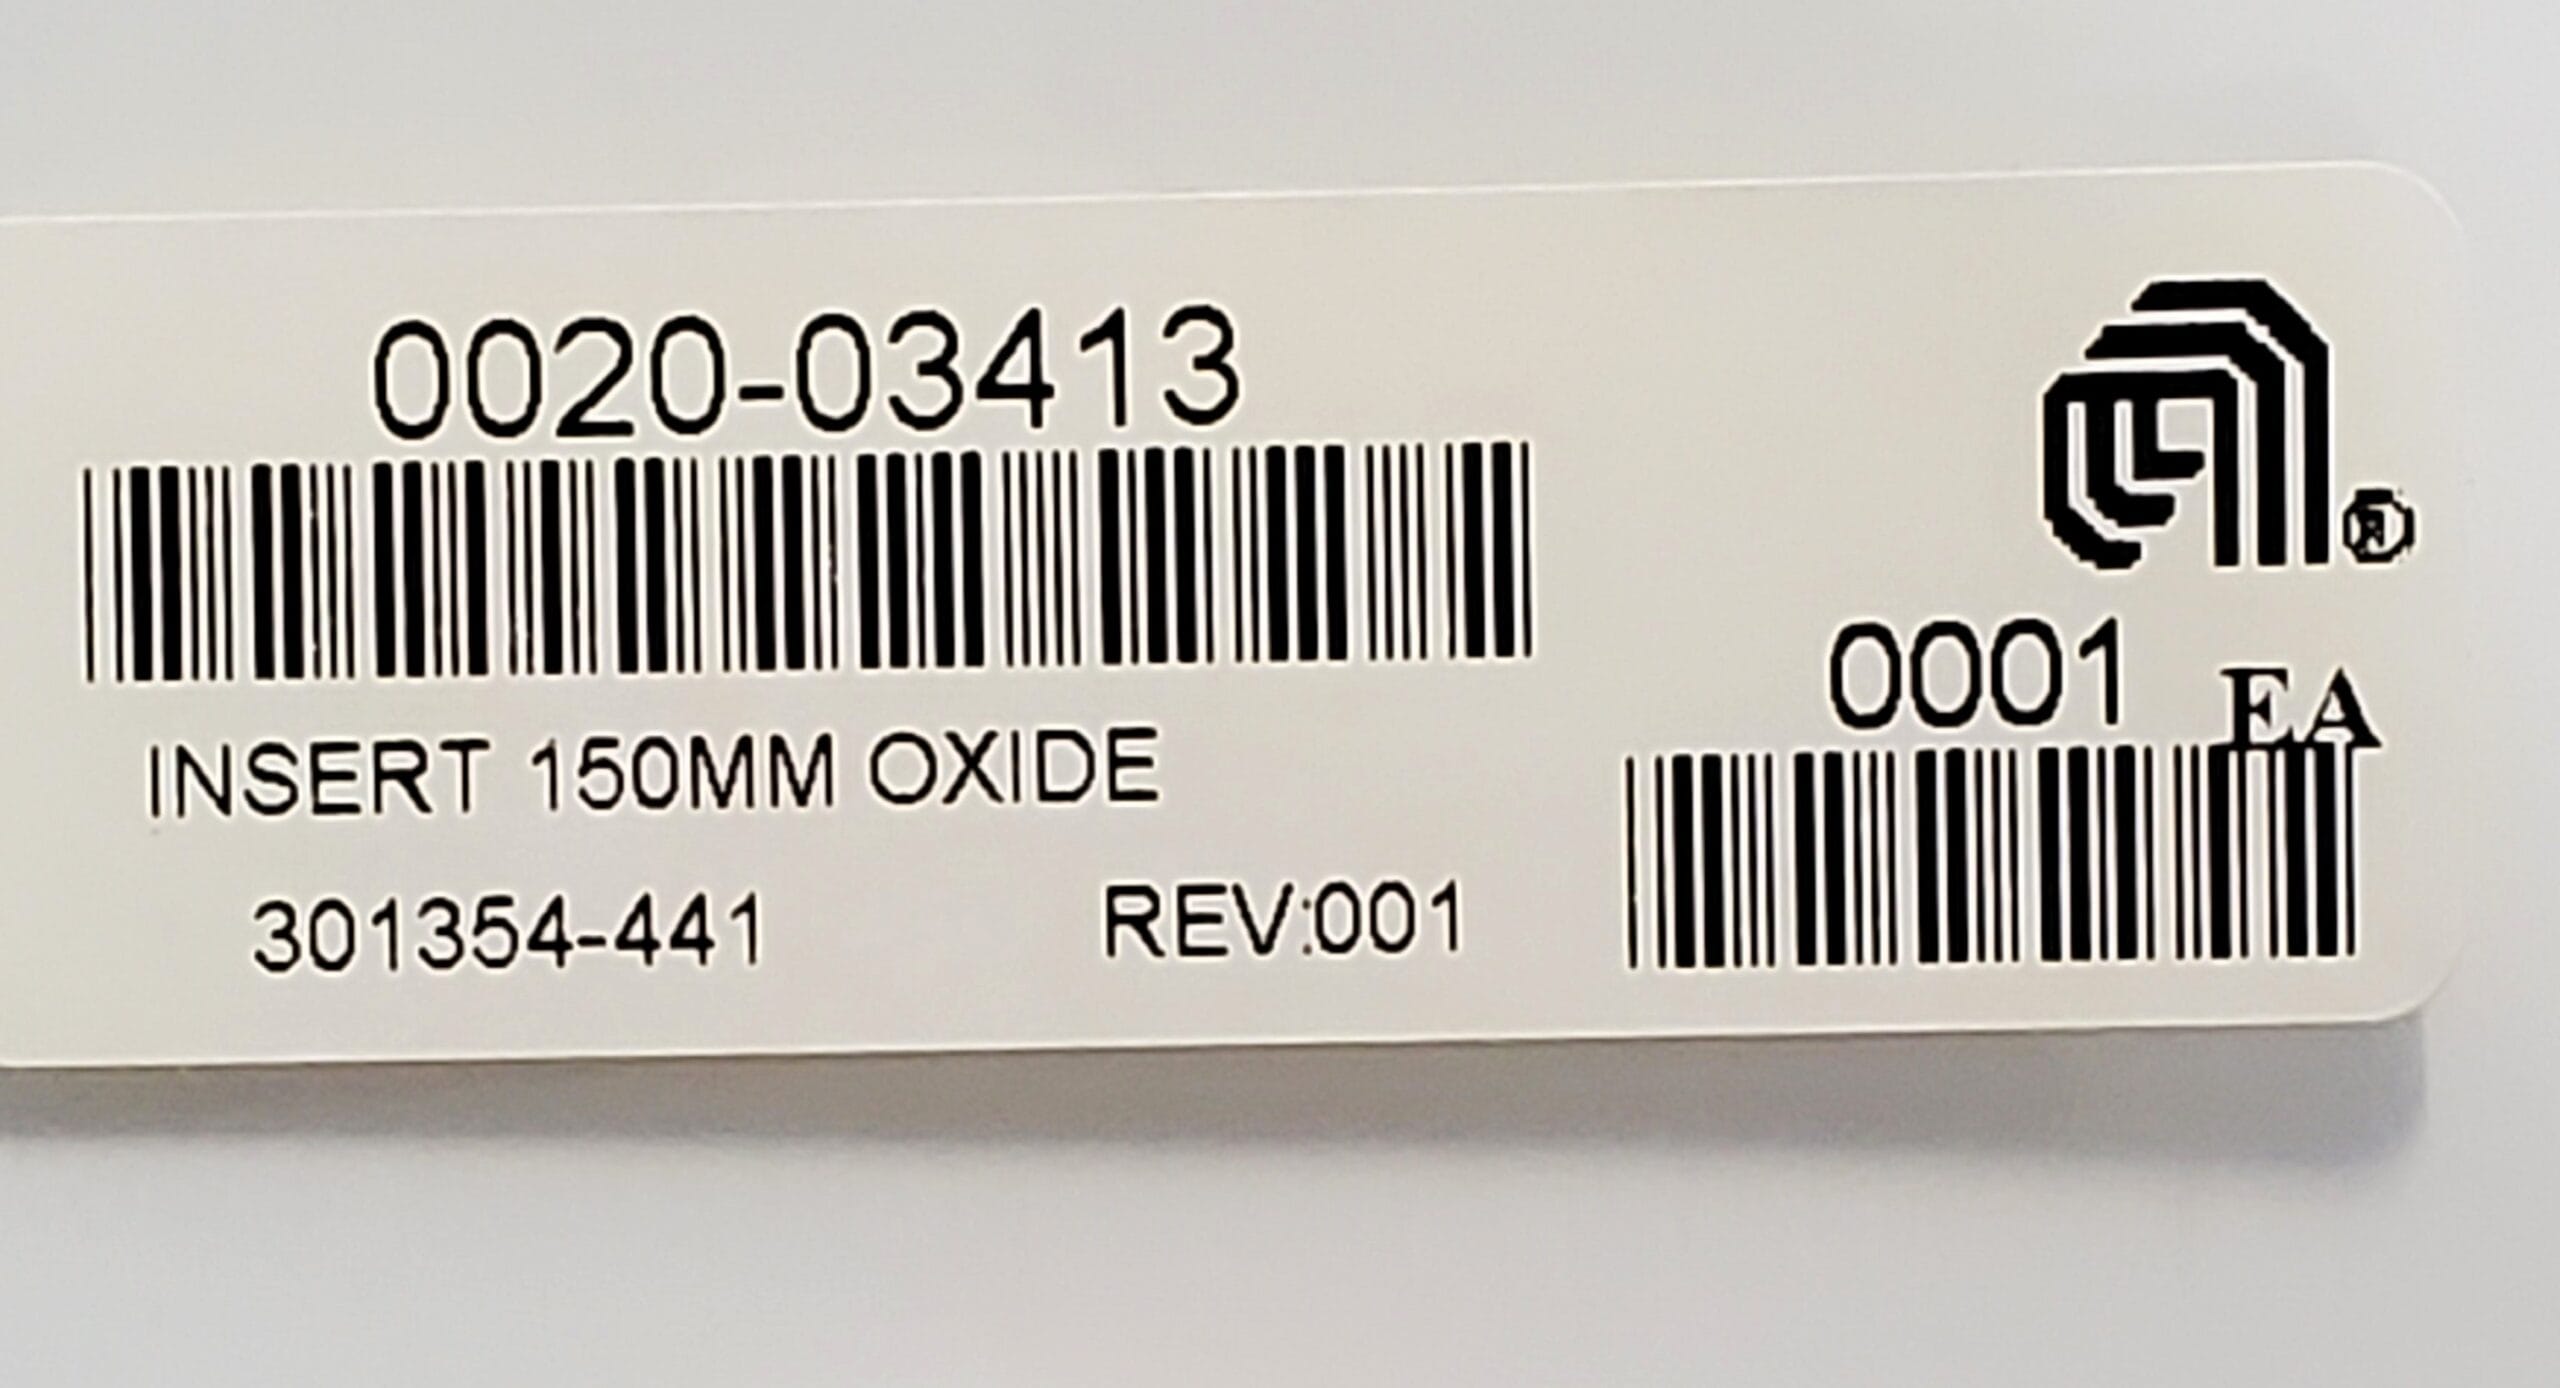 0020-03413
INSERT 150MM OXIDE
301354-441 REV:001
®
0001 EA